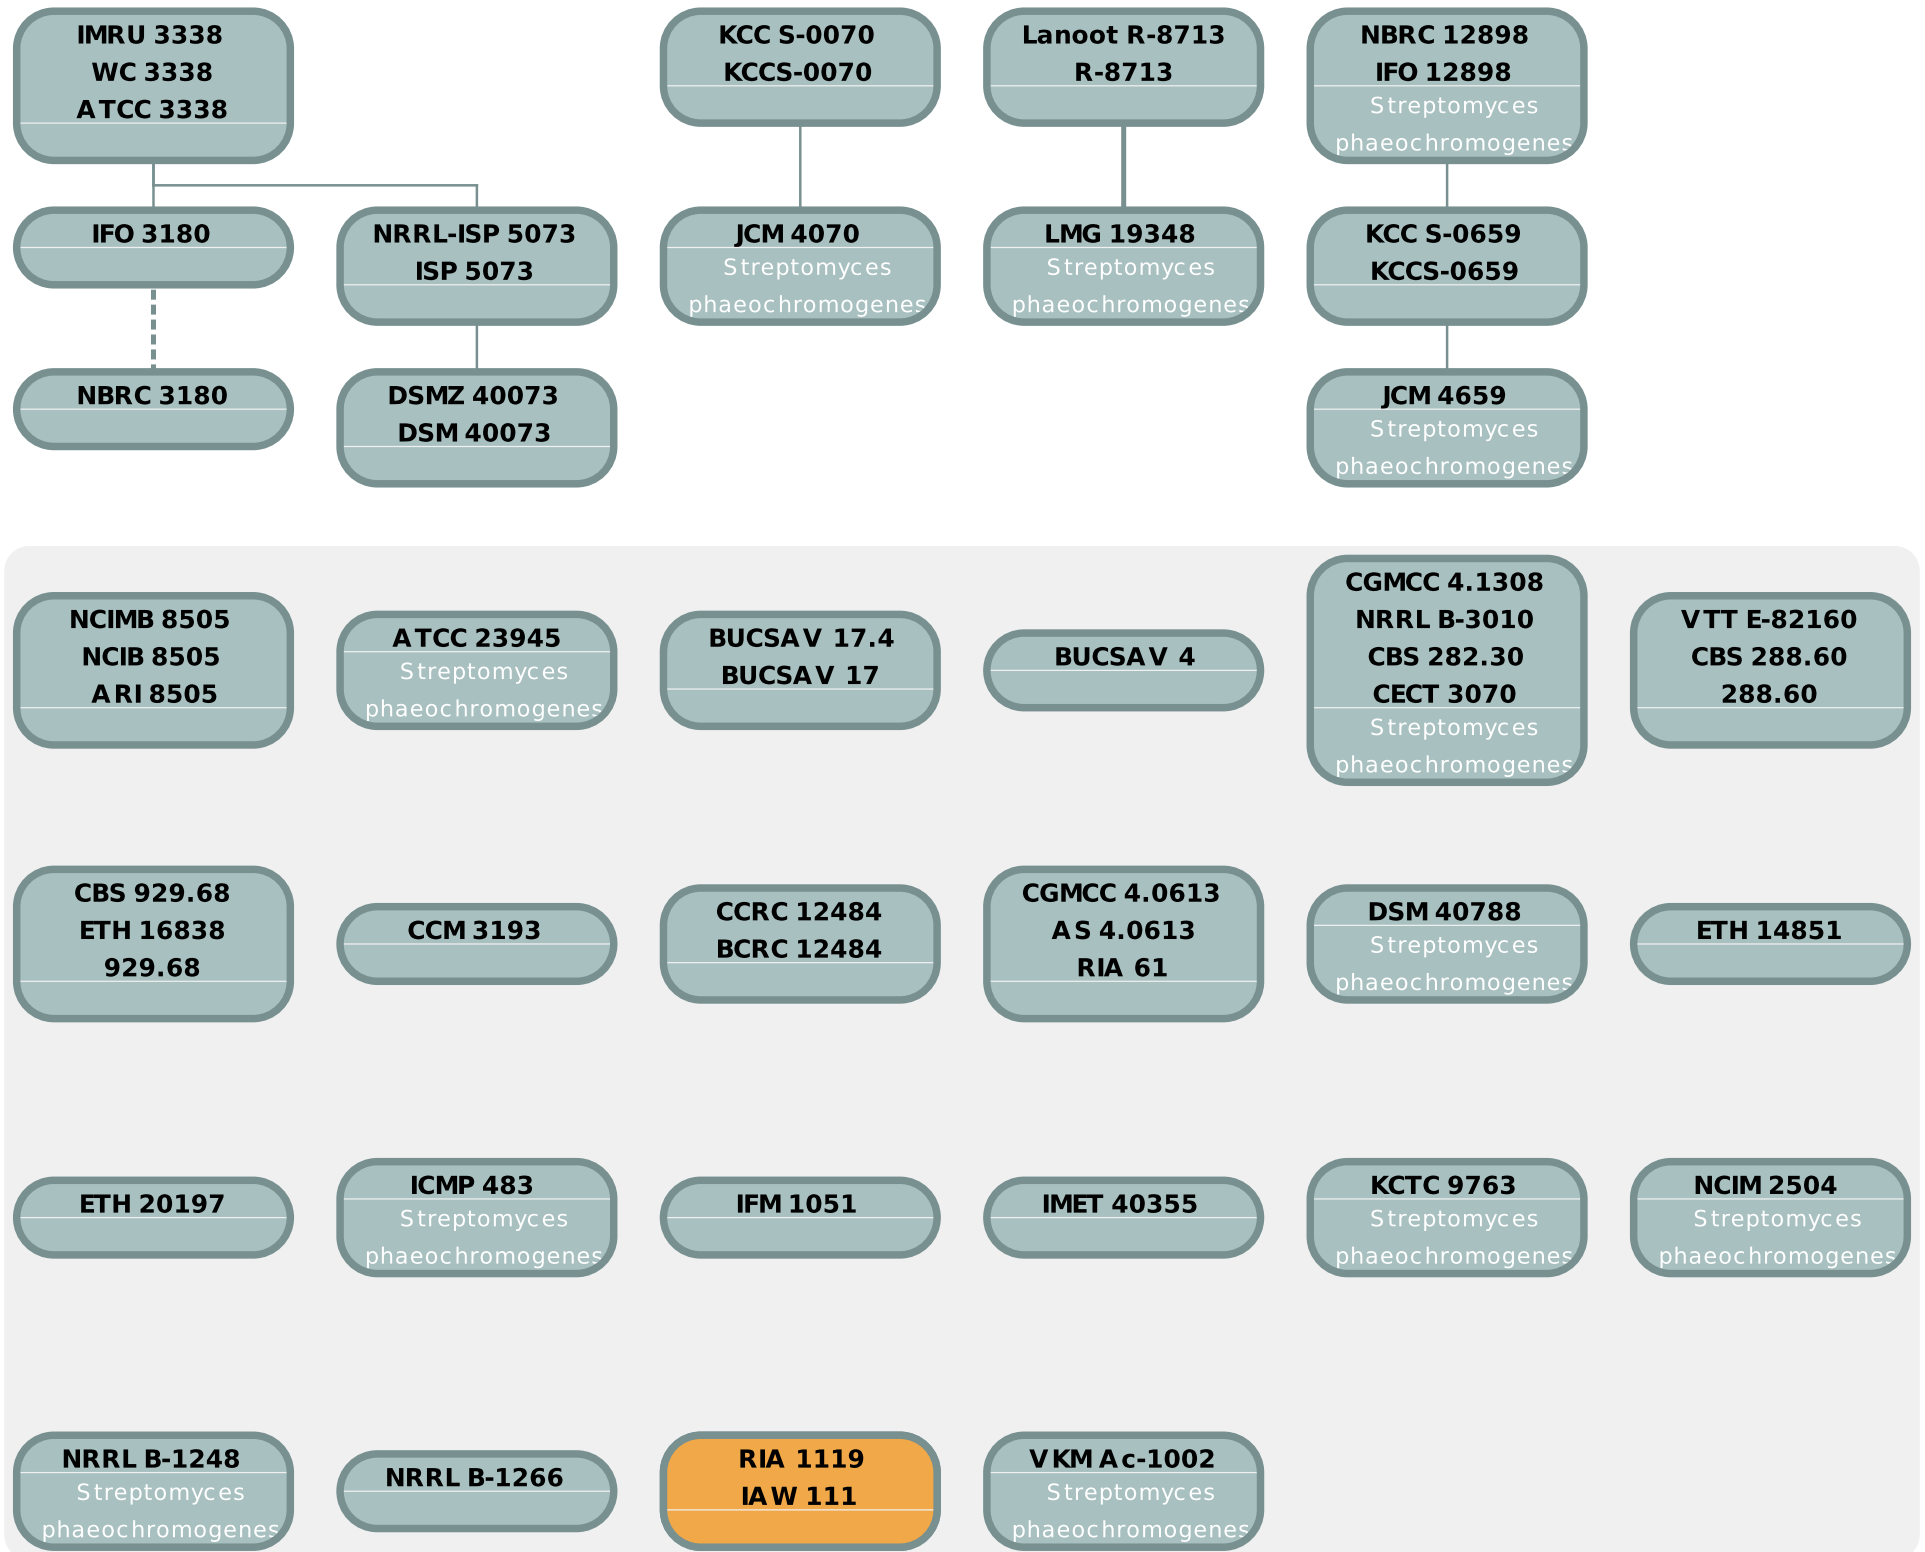 IMRU 3338
WC 3338
ATCC 3338
KCC S-0070
KCCS-0070
Lanoot R-8713
R-8713
NBRC 12898
IFO 12898
Streptomyces
phaeochromogenes
IFO 3180
NRRL-ISP 5073
ISP 5073
JCM 4070
Streptomyces
phaeochromogenes
LMG 19348
Streptomyces
phaeochromogenes
KCC S-0659
KCCS-0659
NBRC 3180
DSMZ 40073
DSM 40073
JCM 4659
Streptomyces
phaeochromogenes
NCIMB 8505
NCIB 8505
ARI 8505
ATCC 23945
Streptomyces
phaeochromogenes
BUCSAV 17.4
BUCSAV 17
BUCSAV 4
CGMCC 4.1308
NRRL B-3010
CBS 282.30
CECT 3070
Streptomyces
phaeochromogenes
VTT E-82160
CBS 288.60
288.60
CBS 929.68
ETH 16838
929.68
CCM 3193
CCRC 12484
BCRC 12484
CGMCC 4.0613
AS 4.0613
RIA 61
DSM 40788
Streptomyces
phaeochromogenes
ETH 14851
ETH 20197
ICMP 483
Streptomyces
phaeochromogenes
IFM 1051
IMET 40355
KCTC 9763
Streptomyces
phaeochromogenes
NCIM 2504
Streptomyces
phaeochromogenes
NRRL B-1248
Streptomyces
phaeochromogenes
NRRL B-1266
RIA 1119
IAW 111
VKM Ac-1002
Streptomyces
phaeochromogenes